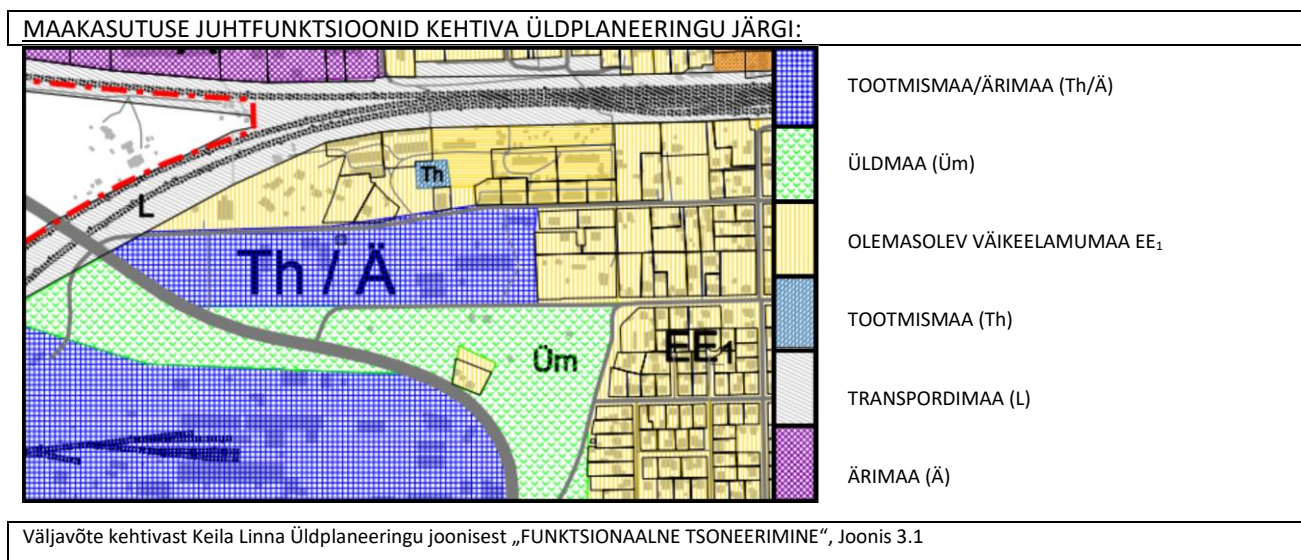 MAAKASUTUSE JUHTFUNKTSIOONID KEHTIVA ÜLDPLANEERINGU JÄRGI:
TOOTMISMAA/ÄRIMAA (Th/Ä)
ÜLDMAA (Üm)
OLEMASOLEV VÄIKEELAMUMAA EE₁
TOOTMISMAA (Th)
TRANSPORDIMAA (L)
ÄRIMAA (Ä)
Th
L
Th / Ä
Üm
EE₁
Väljavõte kehtivast Keila Linna Üldplaneeringu joonisest „FUNKTSIONAALNE TSONEERIMINE“, Joonis 3.1